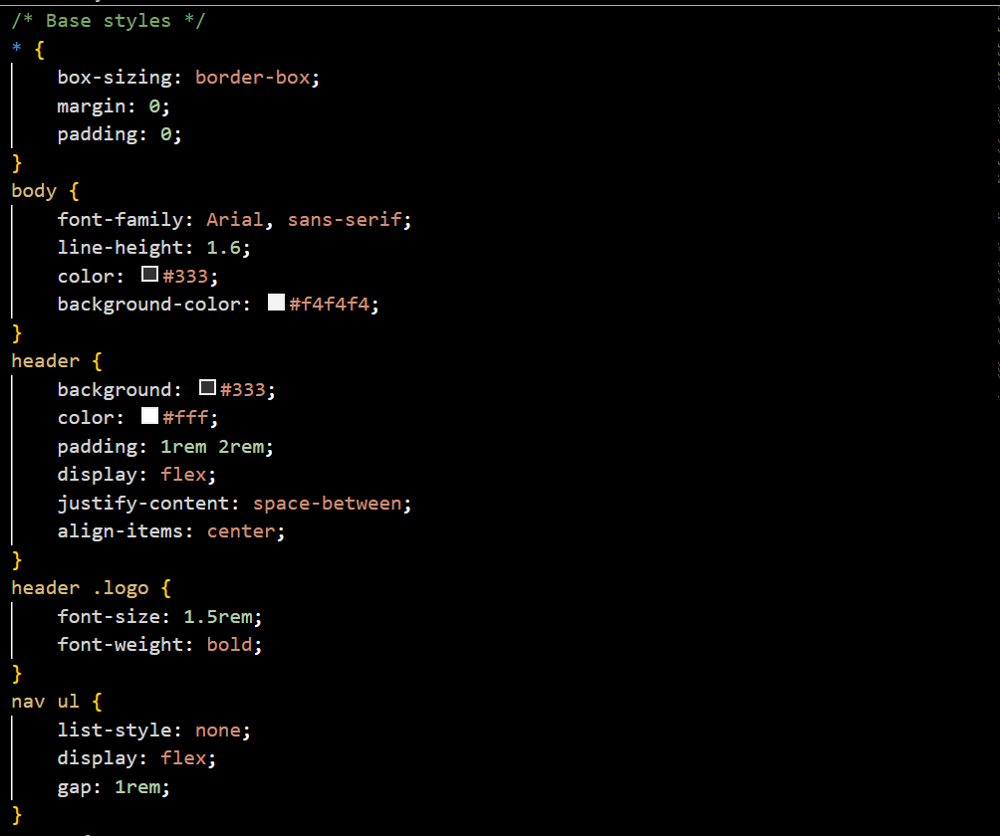 /* Base styles */
* {
    box-sizing: border-box;
    margin: 0;
    padding: 0;
}
body {
    font-family: Arial, sans-serif;
    line-height: 1.6;
    color: #333;
    background-color: #f4f4f4;
}
header {
    background: #333;
    color: #fff;
    padding: 1rem 2rem;
    display: flex;
    justify-content: space-between;
    align-items: center;
}
header .logo {
    font-size: 1.5rem;
    font-weight: bold;
}
nav ul {
    list-style: none;
    display: flex;
    gap: 1rem;
}